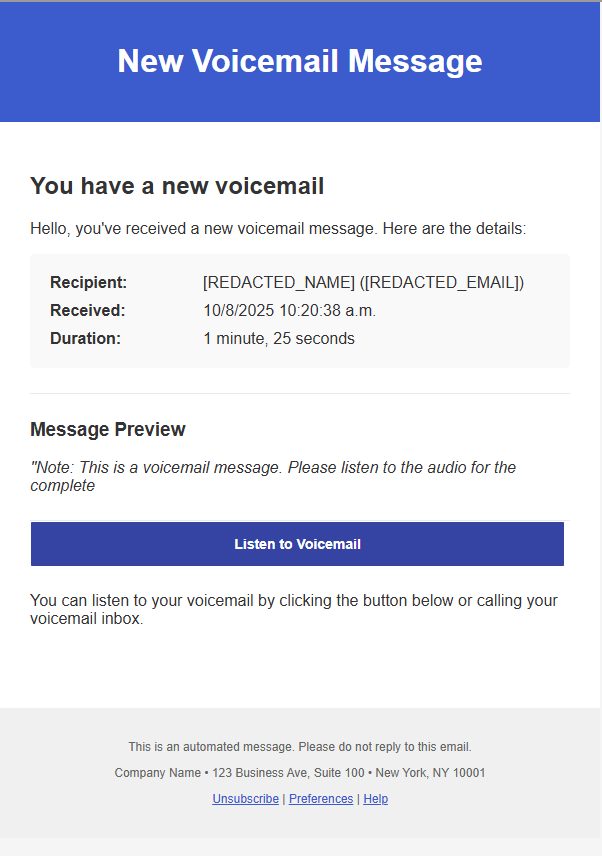 New Voicemail Message
You have a new voicemail
Hello, you've received a new voicemail message. Here are the details:
Recipient: [REDACTED_NAME] ([REDACTED_EMAIL])
Received: 10/8/2025 10:20:38 a.m.
Duration: 1 minute, 25 seconds
Message Preview
"Note: This is a voicemail message. Please listen to the audio for the
complete
Listen to Voicemail
You can listen to your voicemail by clicking the button below or calling your
voicemail inbox.
This is an automated message. Please do not reply to this email.
Company Name • 123 Business Ave, Suite 100 • New York, NY 10001
Unsubscribe | Preferences | Help